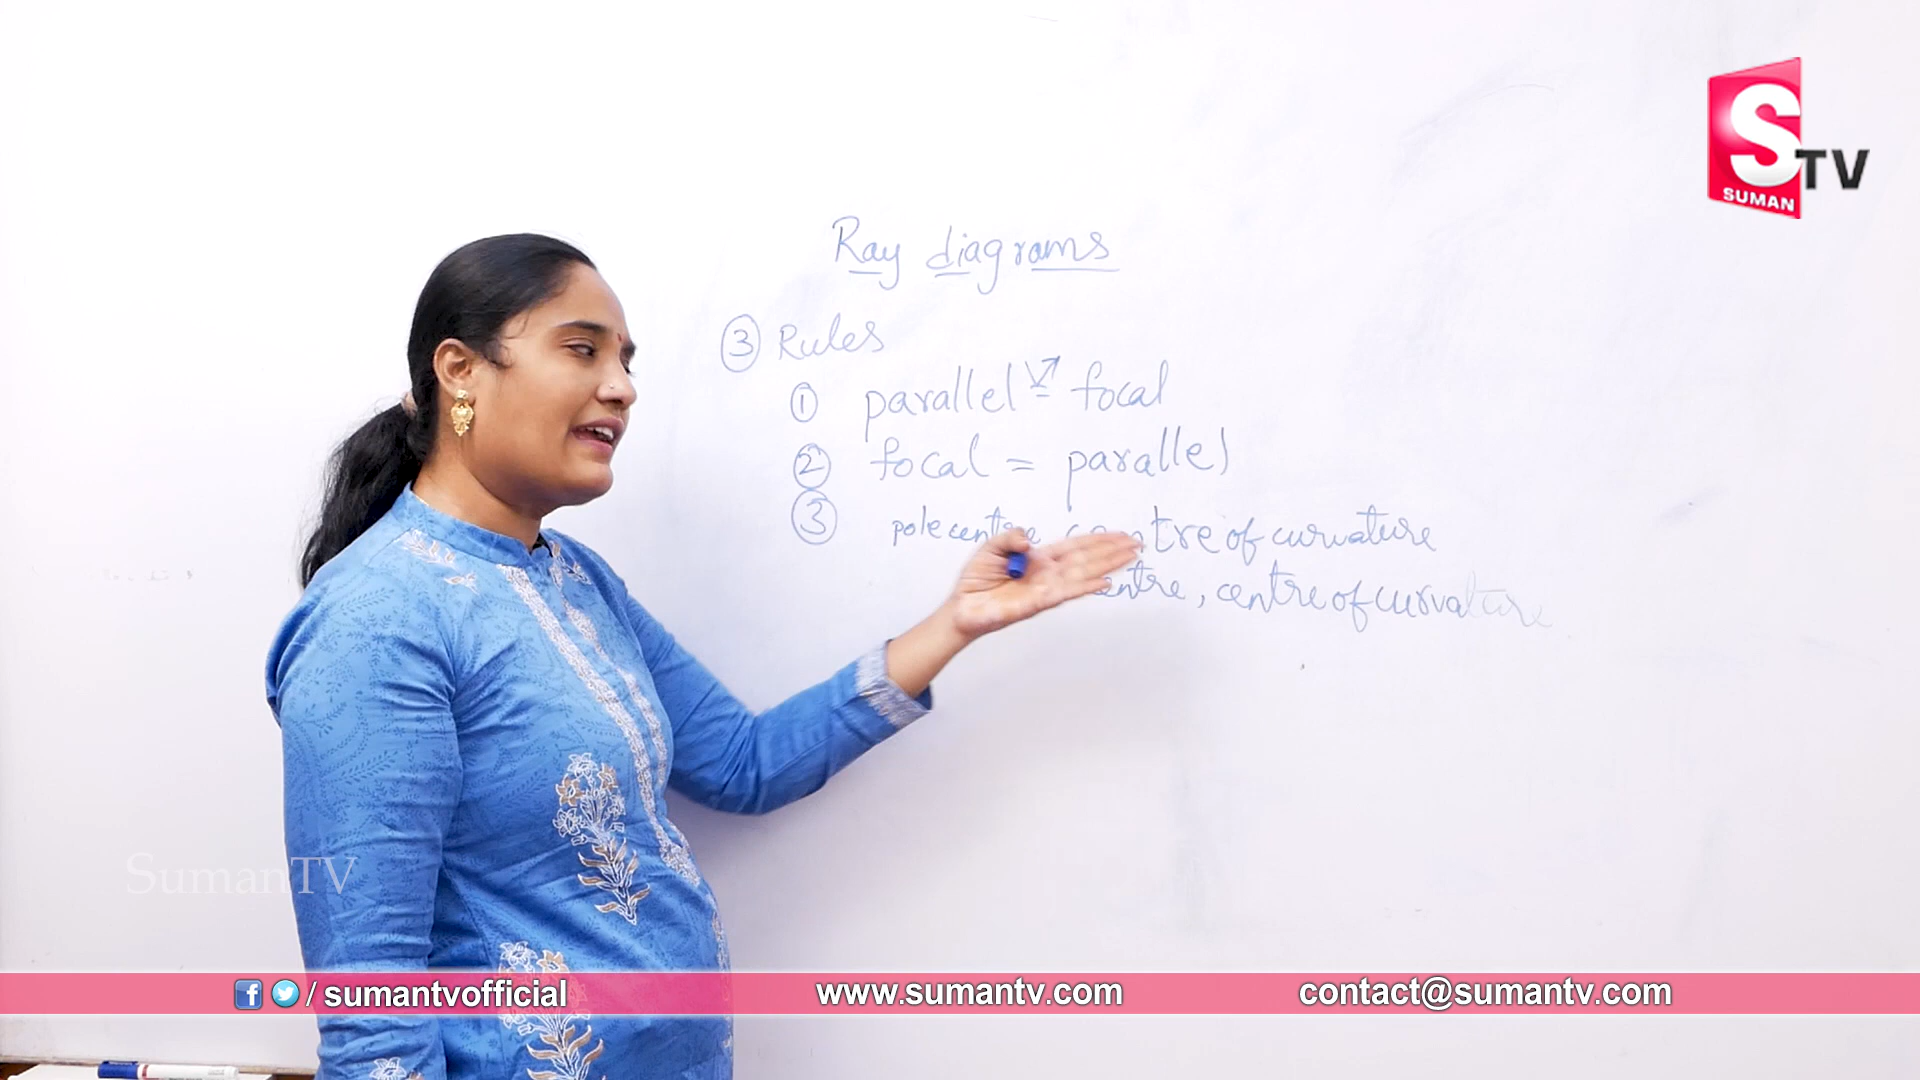 S
TV
SUMAN
Ray diagrams
③ Rules
① parallel focal
② focal = parallel
③ pole centre centre of curvature
centre, centre of curvature
SumanTV
/ sumantvofficial
www.sumantv.com
contact@sumantv.com